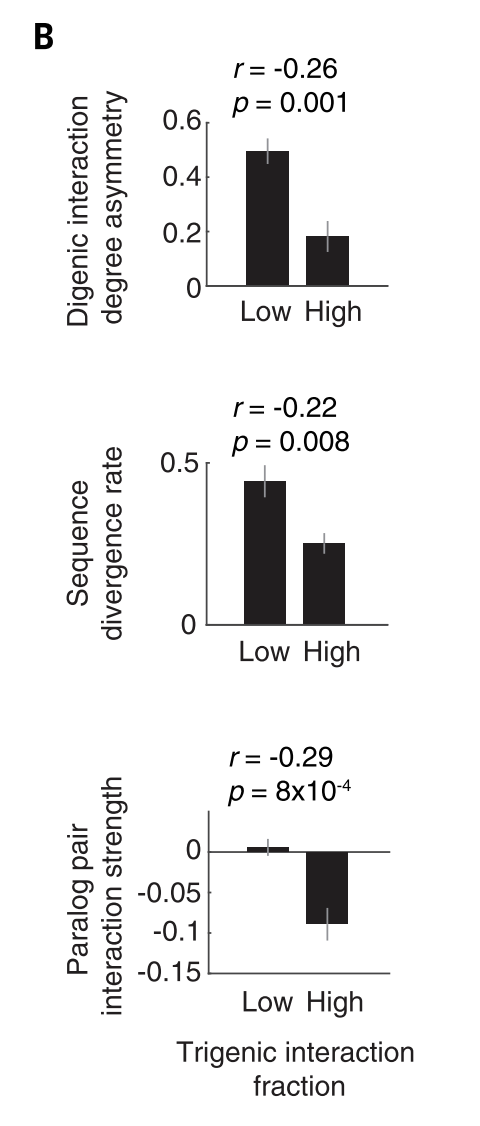 B
r = -0.26
p = 0.001
Digenic interaction
degree asymmetry
0.6
0.4
0.2
0
Low High
r = -0.22
p = 0.008
Sequence
divergence rate
0.5
0
Low High
r = -0.29
p = 8x10-4
Paralog pair
interaction strength
0
-0.05
-0.1
-0.15
Low High
Trigenic interaction
fraction